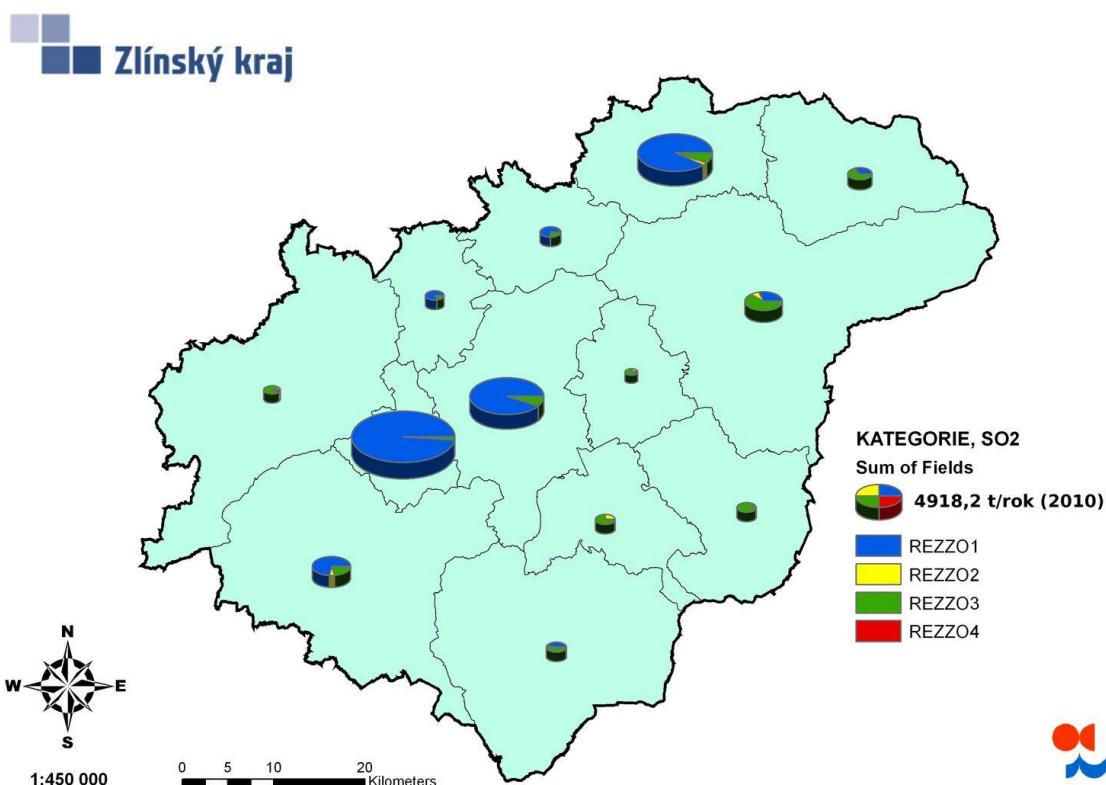 Zlínský kraj
KATEGORIE, SO2
Sum of Fields
4918,2 t/rok (2010)
REZZO1
REZZO2
REZZO3
REZZO4
N
W E
S
1:450 000
0 5 10 20
Kilometers